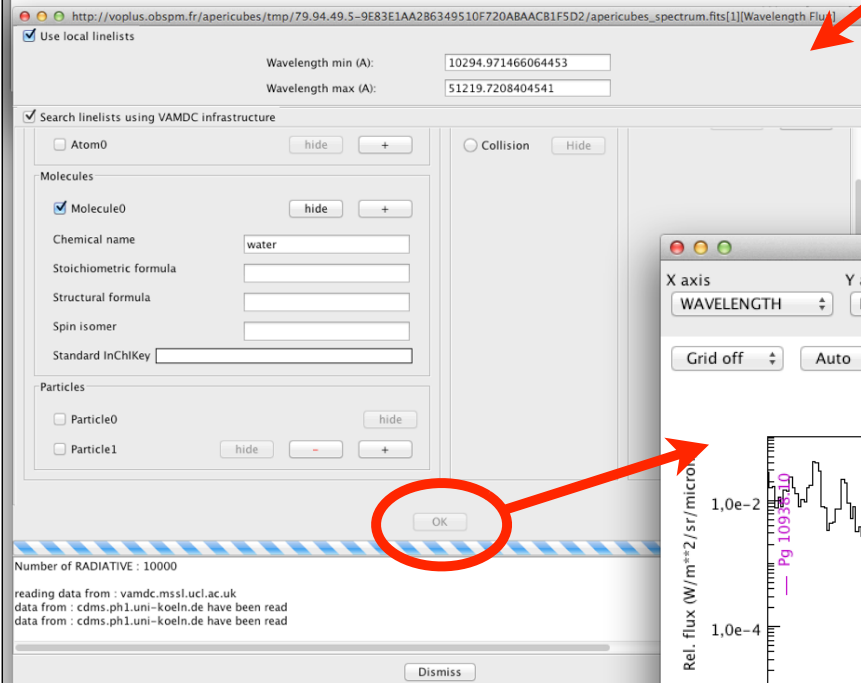 http://voplus.obspm.fr/apericubes/tmp/79.94.49.5-9E83E1AA2B6349510F720ABAACB1F5D2/apericubes_spectrum.fits[1][Wavelength Flux]
Use local linelists
Wavelength min (A): 10294.971466064453
Wavelength max (A): 51219.7208404541
Search linelists using VAMDC infrastructure
Atom0 hide +
Collision Hide
Molecules
Molecule0 hide +
Chemical name water
Stoichiometric formula
Structural formula
Spin isomer
Standard InChIKey
Particles
Particle0 hide
Particle1 hide - +
OK
Number of RADIATIVE : 10000
reading data from : vamdc.mssl.ucl.ac.uk
data from : cdms.ph1.uni-koeln.de have been read
data from : cdms.ph1.uni-koeln.de have been read
Dismiss
X axis Y
WAVELENGTH
Grid off Auto
Rel. flux (W/m**2/sr/micron
1,0e-2
1,0e-4
Pg 10938.10